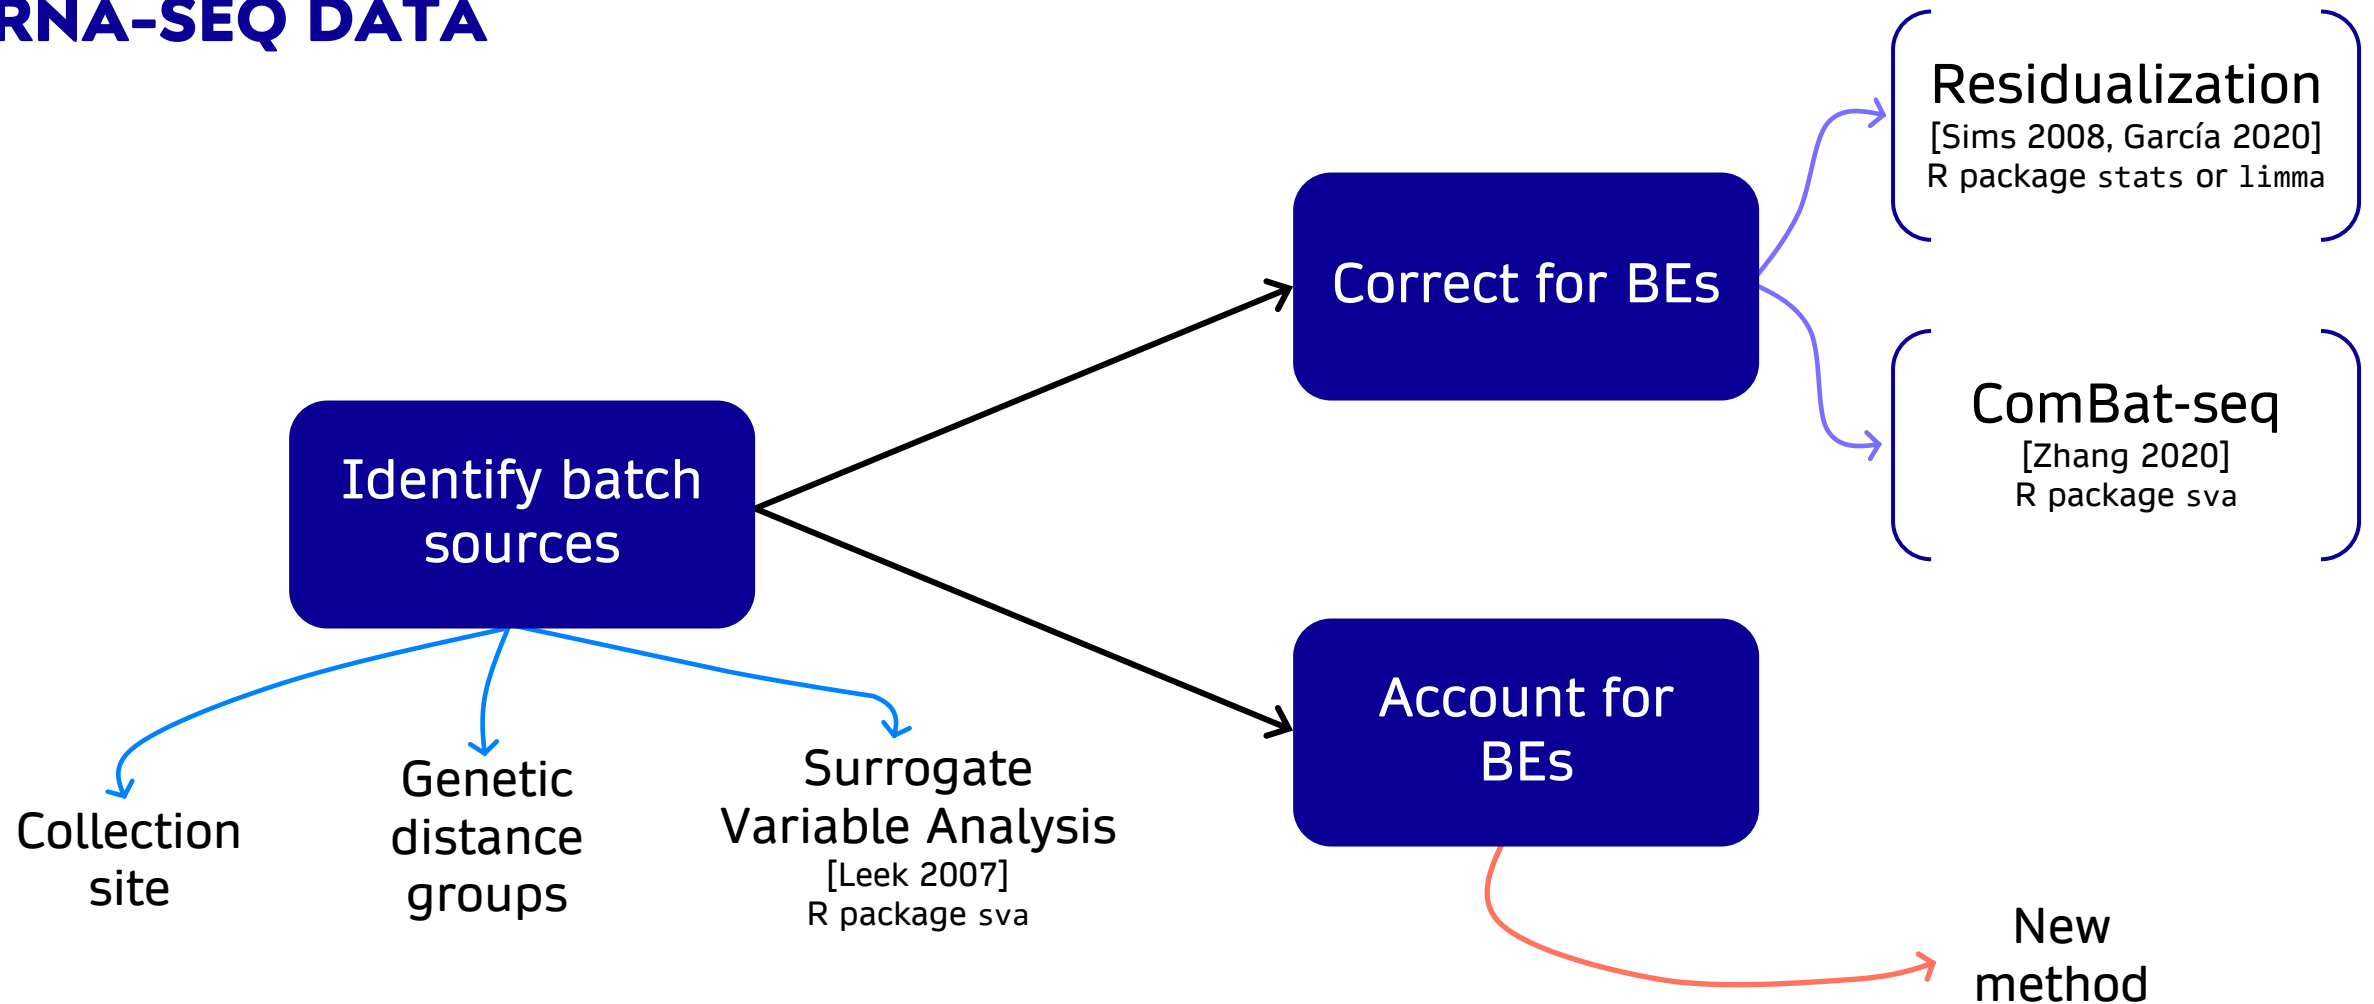 RNA-SEQ DATA
Residualization
[Sims 2008, García 2020]
R package stats or limma
Correct for BEs
ComBat-seq
[Zhang 2020]
R package sva
Identify batch
sources
Account for
BEs
Collection
site
Genetic
distance
groups
Surrogate
Variable Analysis
[Leek 2007]
R package sva
New
method